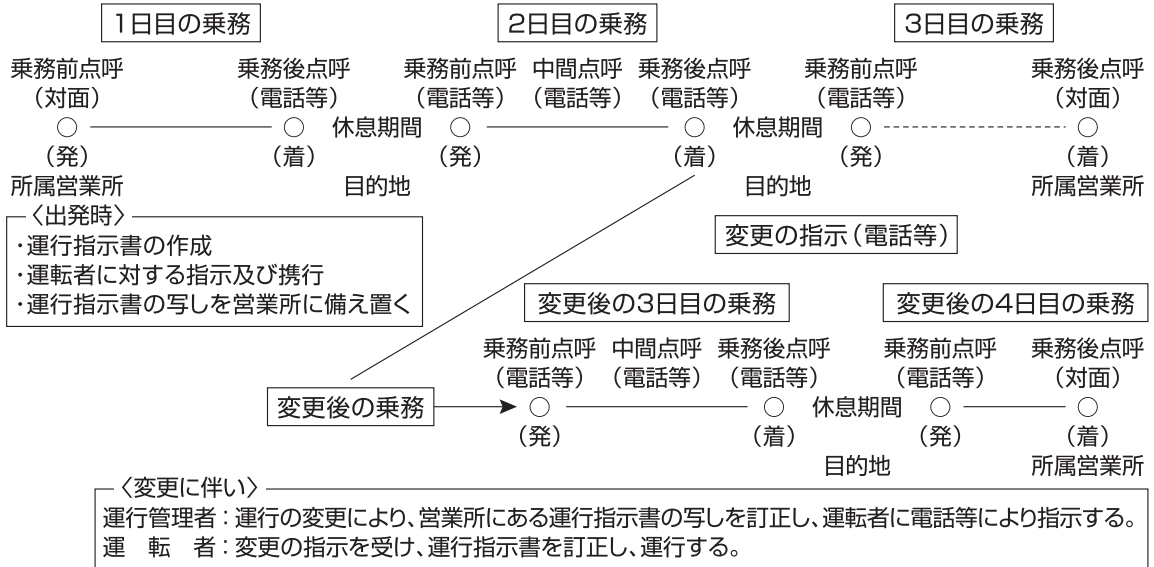 1日目の乗務 2日目の乗務 3日目の乗務
乗務前点呼 乗務後点呼 乗務前点呼 中間点呼 乗務後点呼 乗務前点呼 乗務後点呼
(対面) (電話等) (電話等) (電話等) (電話等) (電話等) (対面)
休息期間 休息期間
(発) (着) (発) (着) (発) (着)
所属営業所 目的地 目的地 所属営業所
〈出発時〉
・運行指示書の作成
・運転者に対する指示及び携行
・運行指示書の写しを営業所に備え置く
変更の指示(電話等)
変更後の3日目の乗務 変更後の4日目の乗務
乗務前点呼 中間点呼 乗務後点呼 乗務前点呼 乗務後点呼
(電話等) (電話等) (電話等) (電話等) (対面)
変更後の乗務 休息期間
(発) (着) (発) (着)
目的地 所属営業所
〈変更に伴い〉
運行管理者:運行の変更により、営業所にある運行指示書の写しを訂正し、運転者に電話等により指示する。
運 転 者:変更の指示を受け、運行指示書を訂正し、運行する。